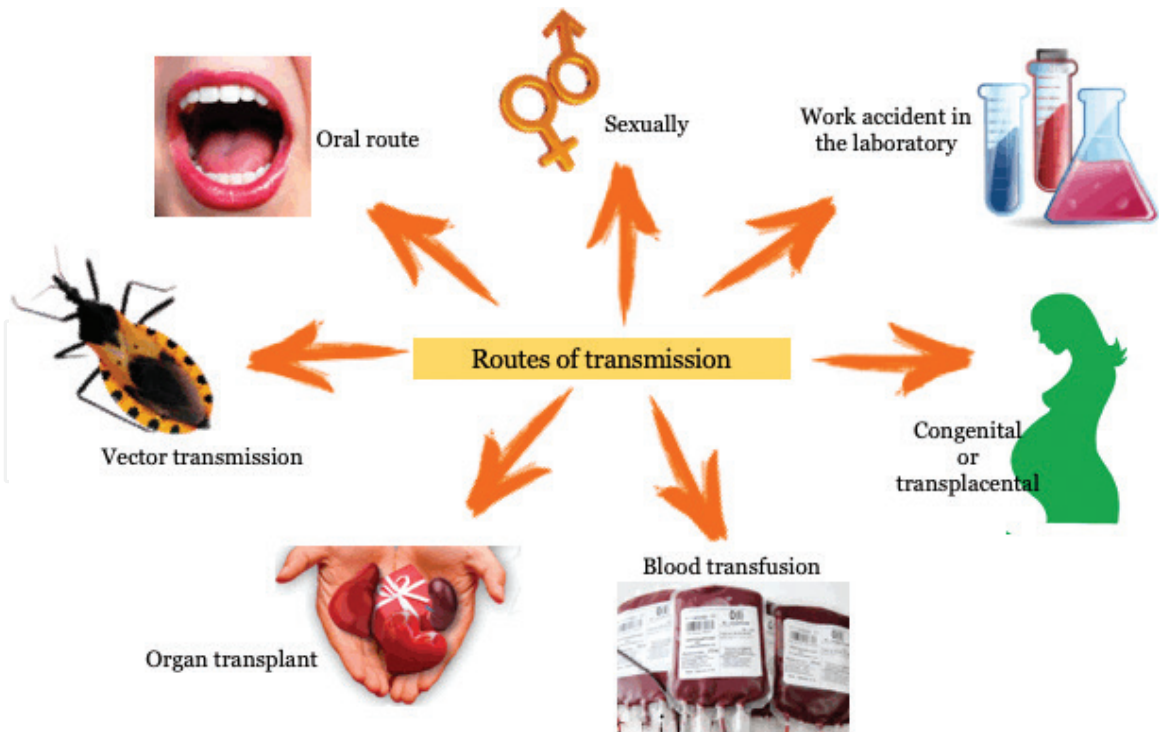 Sexually
Oral route
Work accident in
the laboratory
Routes of transmission
Vector transmission
Congenital
or
transplacental
Blood transfusion
Organ transplant